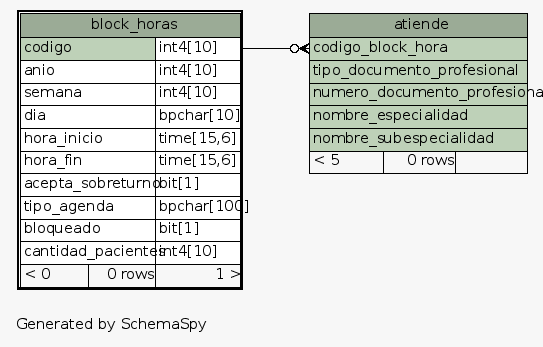 block_horas
codigo int4[10]
anio int4[10]
semana int4[10]
dia bpchar[10]
hora_inicio time[15,6]
hora_fin time[15,6]
acepta_sobreturno bit[1]
tipo_agenda bpchar[100]
bloqueado bit[1]
cantidad_pacientes int4[10]
< 0 0 rows 1 >
atiende
codigo_block_hora
tipo_documento_profesional
numero_documento_profesiona
nombre_especialidad
nombre_subespecialidad
< 5 0 rows
Generated by SchemaSpy